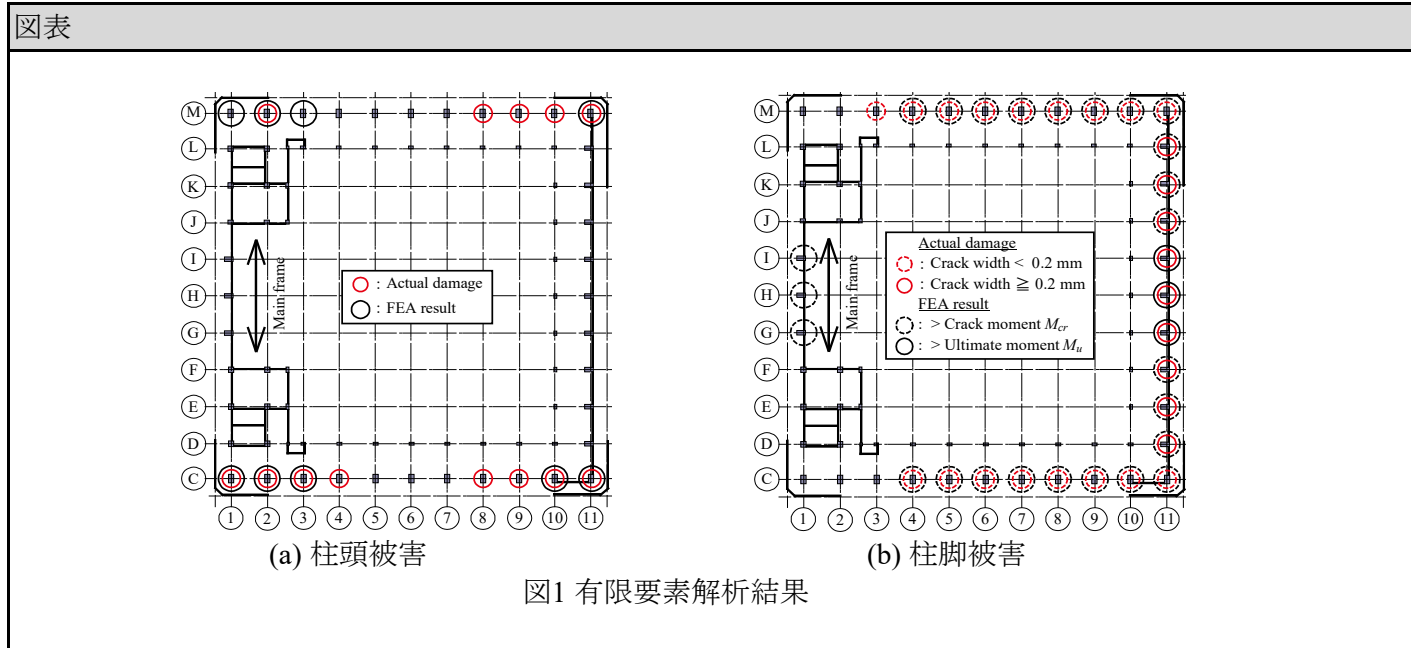 図表
M
L
K
J
I
H
G
F
E
D
C
1 2 3 4 5 6 7 8 9 10 11
Main frame
: Actual damage
: FEA result
(a) 柱頭被害
M
L
K
J
I
H
G
F
E
D
C
1 2 3 4 5 6 7 8 9 10 11
Main frame
Actual damage
: Crack width < 0.2 mm
: Crack width ≧ 0.2 mm
FEA result
: > Crack moment Mcr
: > Ultimate moment Mu
(b) 柱脚被害
図1 有限要素解析結果